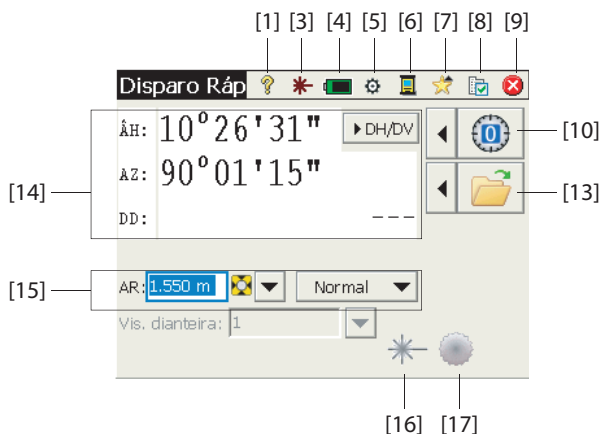 [1] [3] [4] [5] [6] [7] [8] [9]
Disparo Ráp
ÂH: 10°26'31" DH/DV
0
[10]
AZ: 90°01'15"
[13]
[14]
DD: ---
[15]
AR: 1.550 m Normal
Vis. dianteira: 1
[16] [17]